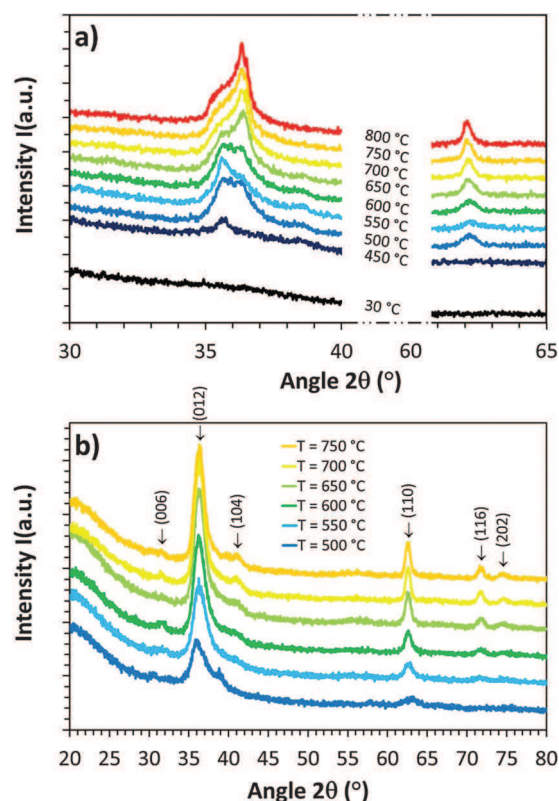 a)
Intensity I(a.u.)
800 °C
750 °C
700 °C
650 °C
600 °C
550 °C
500 °C
450 °C
30 °C
30 35 40 60 65
Angle 2θ (°)
b)
Intensity I(a.u.)
(006)
(012)
(104)
(110)
(116)
(202)
T = 750 °C
T = 700 °C
T = 650 °C
T = 600 °C
T = 550 °C
T = 500 °C
20 25 30 35 40 45 50 55 60 65 70 75 80
Angle 2θ (°)